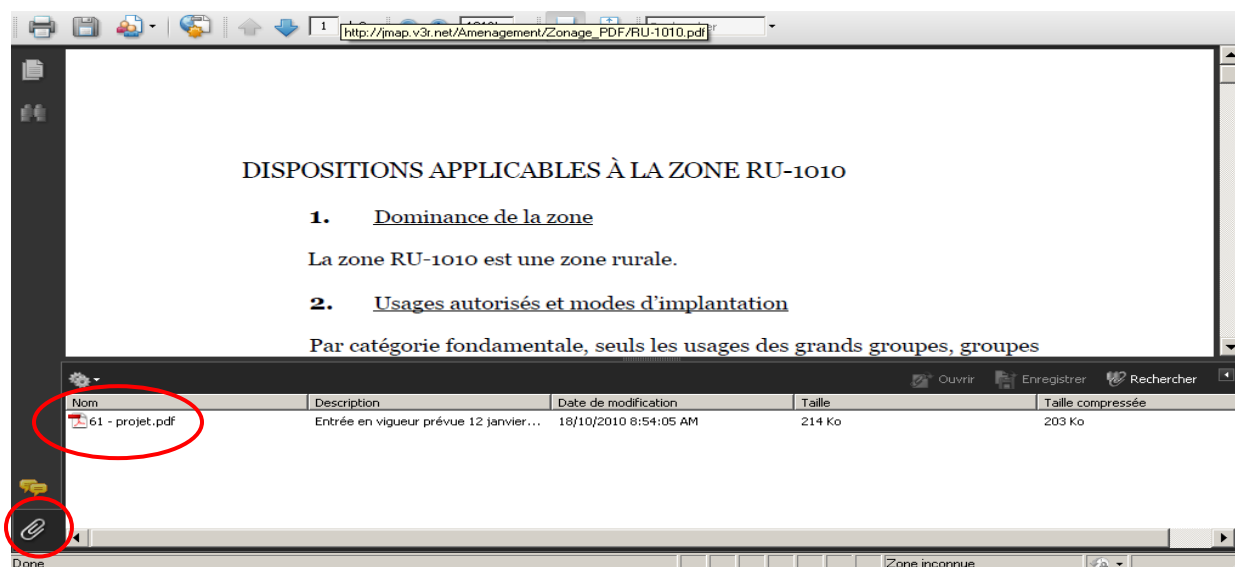 1
http://jmap.v3r.net/Amenagement/Zonage_PDF/RU-1010.pdf
DISPOSITIONS APPLICABLES À LA ZONE RU-1010
1. Dominance de la zone
La zone RU-1010 est une zone rurale.
2. Usages autorisés et modes d'implantation
Par catégorie fondamentale, seuls les usages des grands groupes, groupes
Ouvrir Enregistrer Rechercher
Nom Description Date de modification Taille Taille compressée
61 - projet.pdf Entrée en vigueur prévue 12 janvier... 18/10/2010 8:54:05 AM 214 Ko 203 Ko
Done Zone inconnue